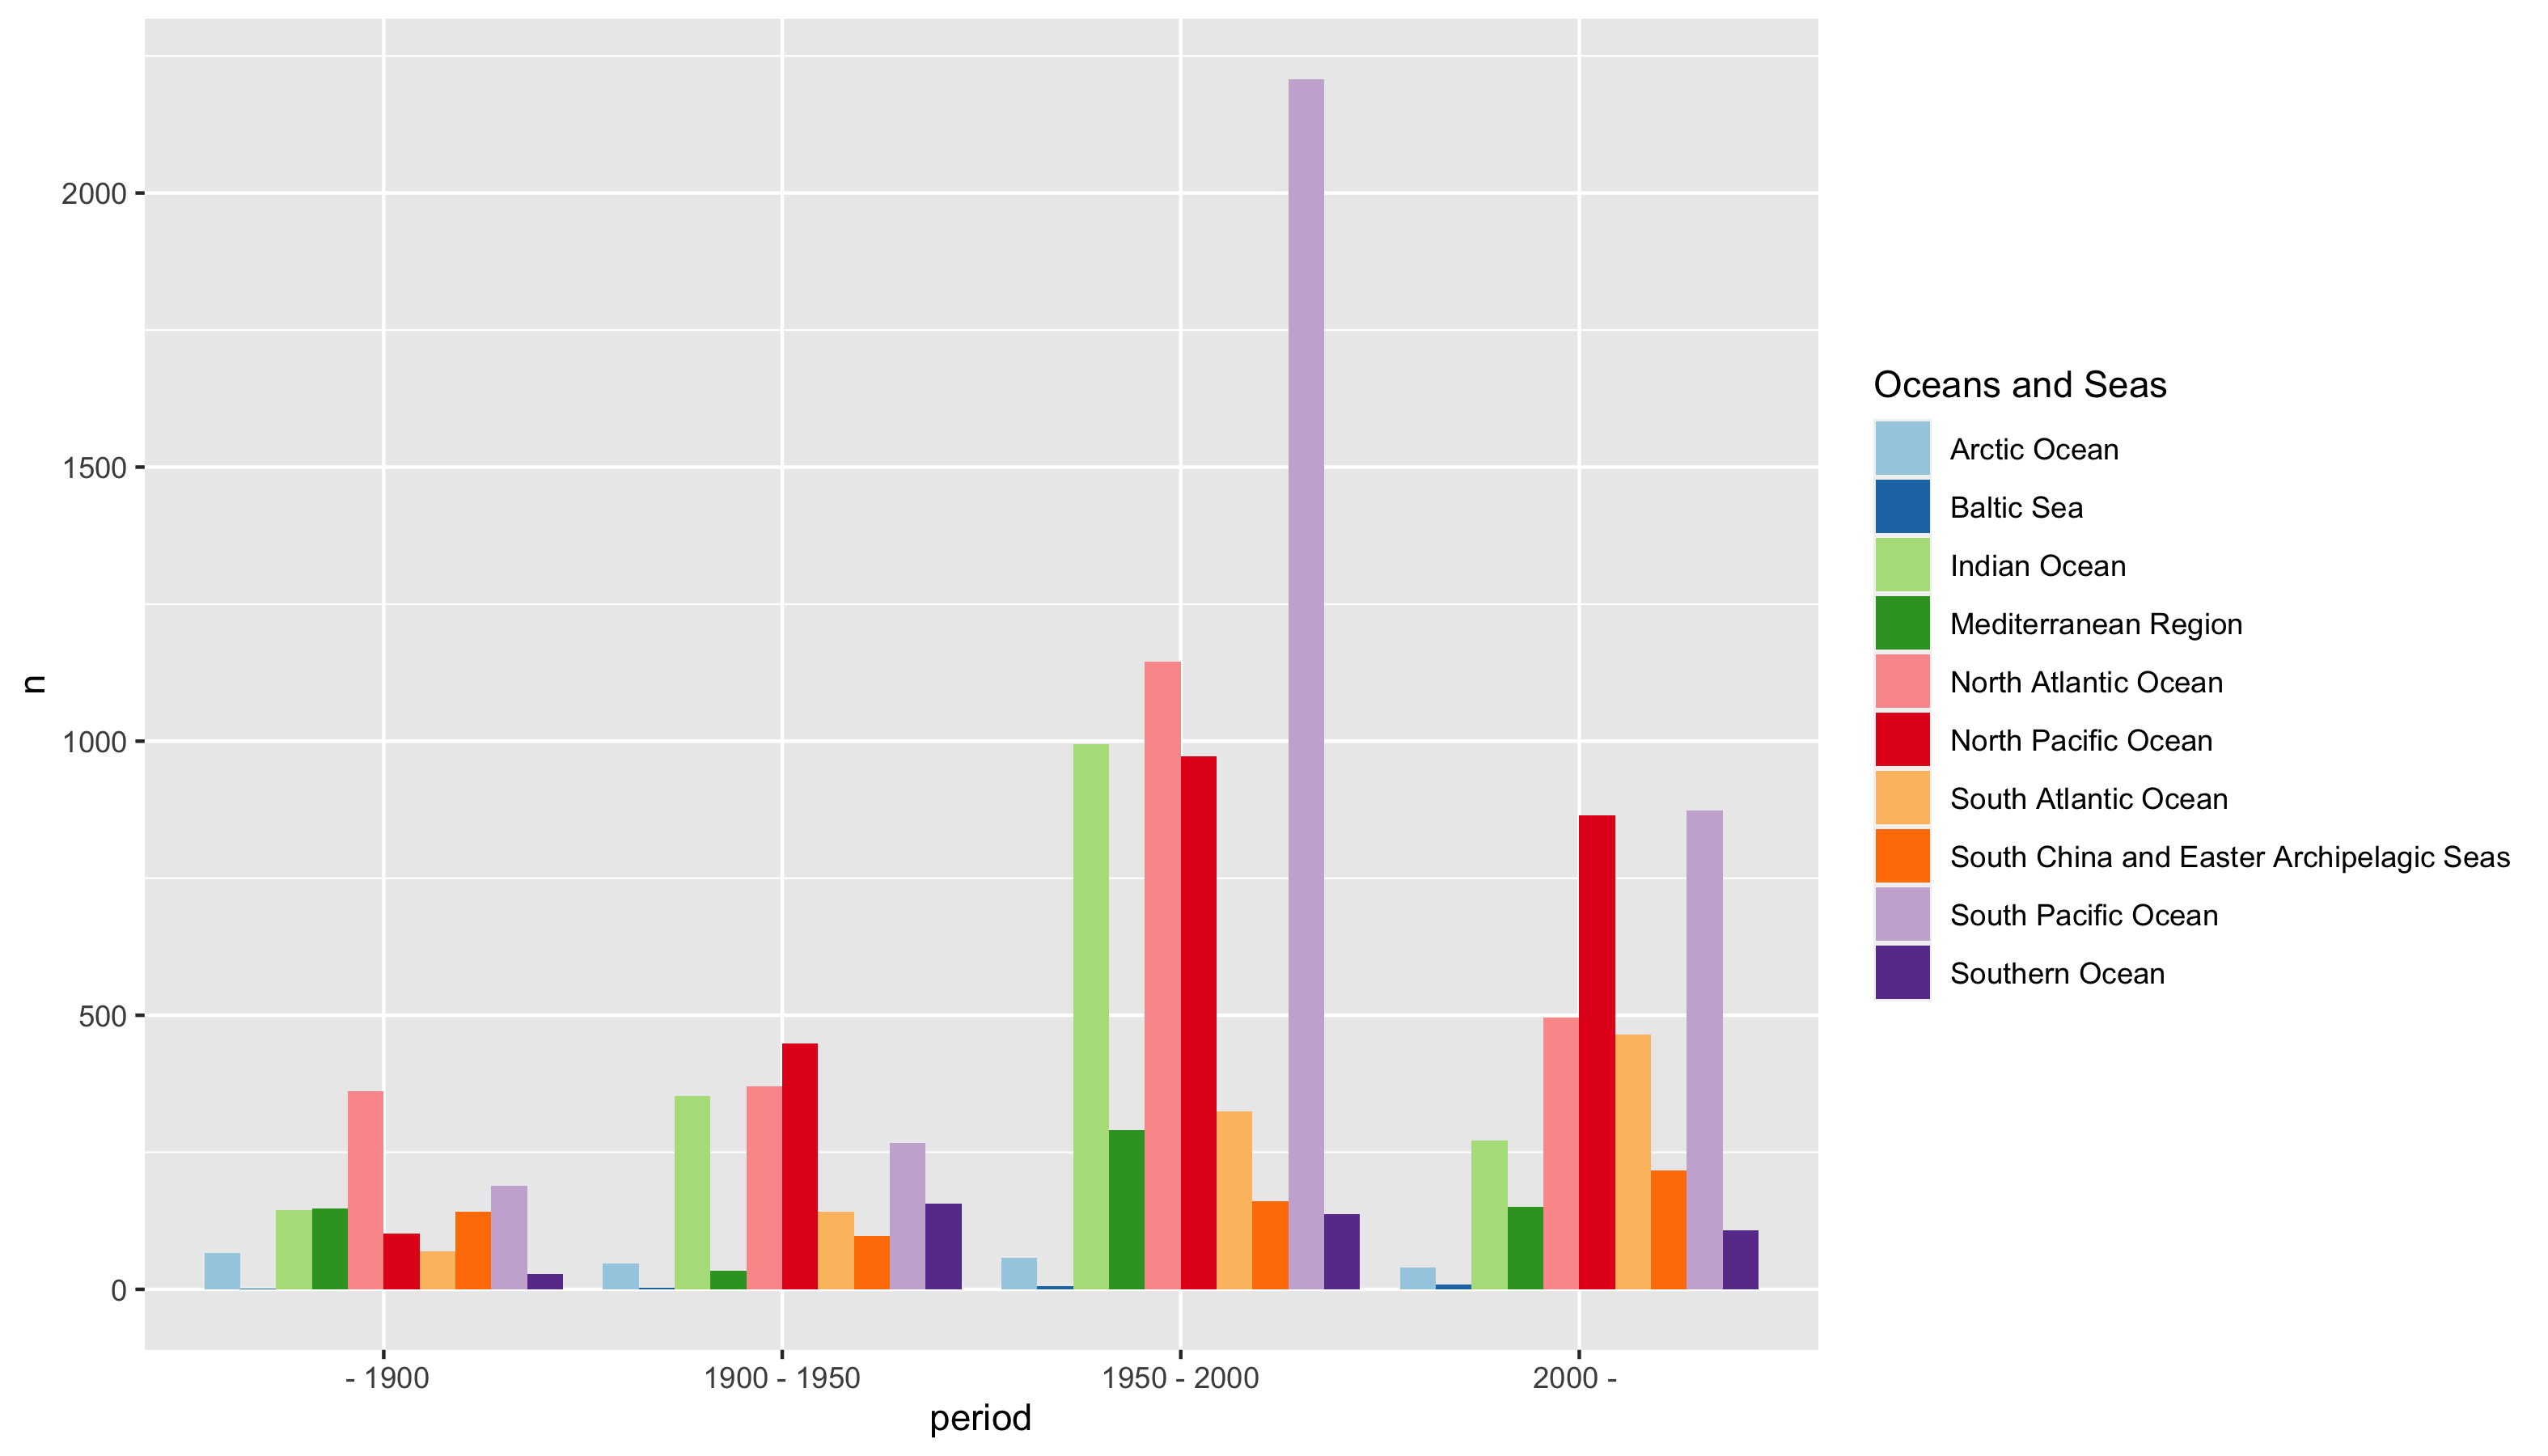 n
2000
1500
1000
500
0
- 1900
1900 - 1950
1950 - 2000
2000 -
period
Oceans and Seas
Arctic Ocean
Baltic Sea
Indian Ocean
Mediterranean Region
North Atlantic Ocean
North Pacific Ocean
South Atlantic Ocean
South China and Easter Archipelagic Seas
South Pacific Ocean
Southern Ocean